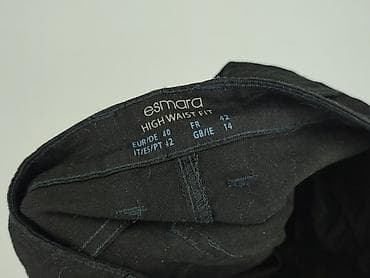 esmara
HIGH WAIST FIT
EUR/DE 40 FR 42
IT/ES/PT 42 GB/IE 14